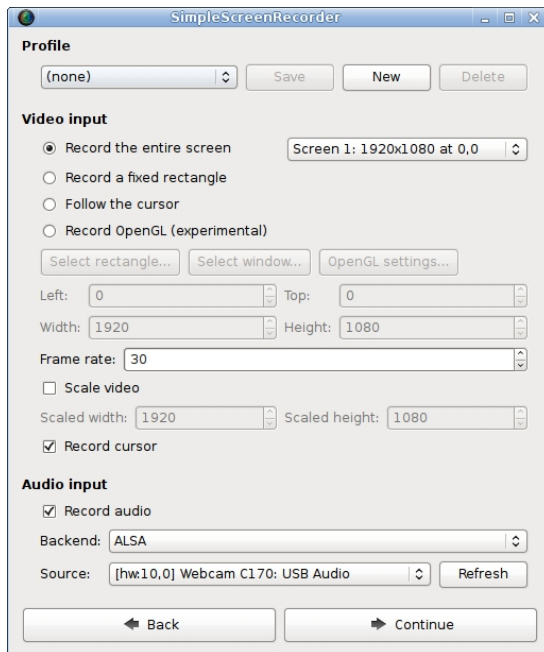 SimpleScreenRecorder
Profile
(none) Save New Delete
Video input
Record the entire screen Screen 1: 1920x1080 at 0,0
Record a fixed rectangle
Follow the cursor
Record OpenGL (experimental)
Select rectangle... Select window... OpenGL settings...
Left: 0 Top: 0
Width: 1920 Height: 1080
Frame rate: 30
Scale video
Scaled width: 1920 Scaled height: 1080
Record cursor
Audio input
Record audio
Backend: ALSA
Source: [hw:10,0] Webcam C170: USB Audio Refresh
Back Continue